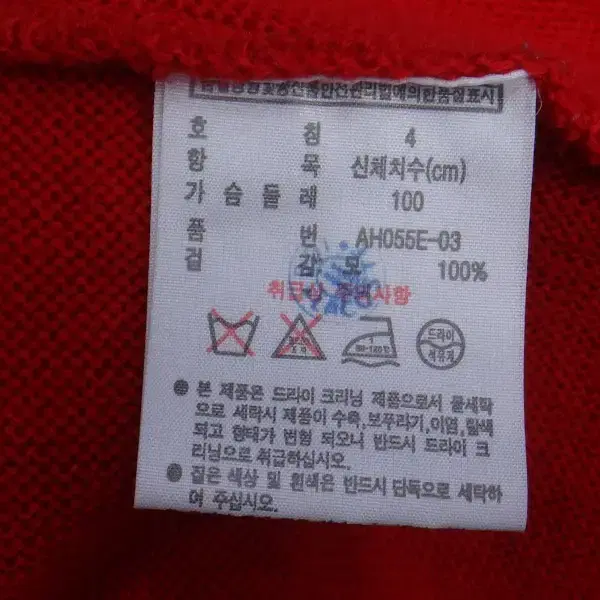 호 칭 4
항 목 신체치수(cm)
가 슴 둘 레 100
품 번 AH055E-03
겉 감 모 100%
취급상 주의사항
드라이
석유계
● 본 제품은 드라이 크리닝 제품으로서 물세탁
으로 세탁시 제품이 수축,보푸라기,이염,탈색
되고 형태가 변형 되오니 반드시 드라이 크
리닝으로 취급하십시오.
● 짙은 색상 및 흰색은 반드시 단독으로 세탁하
여 주십시오.